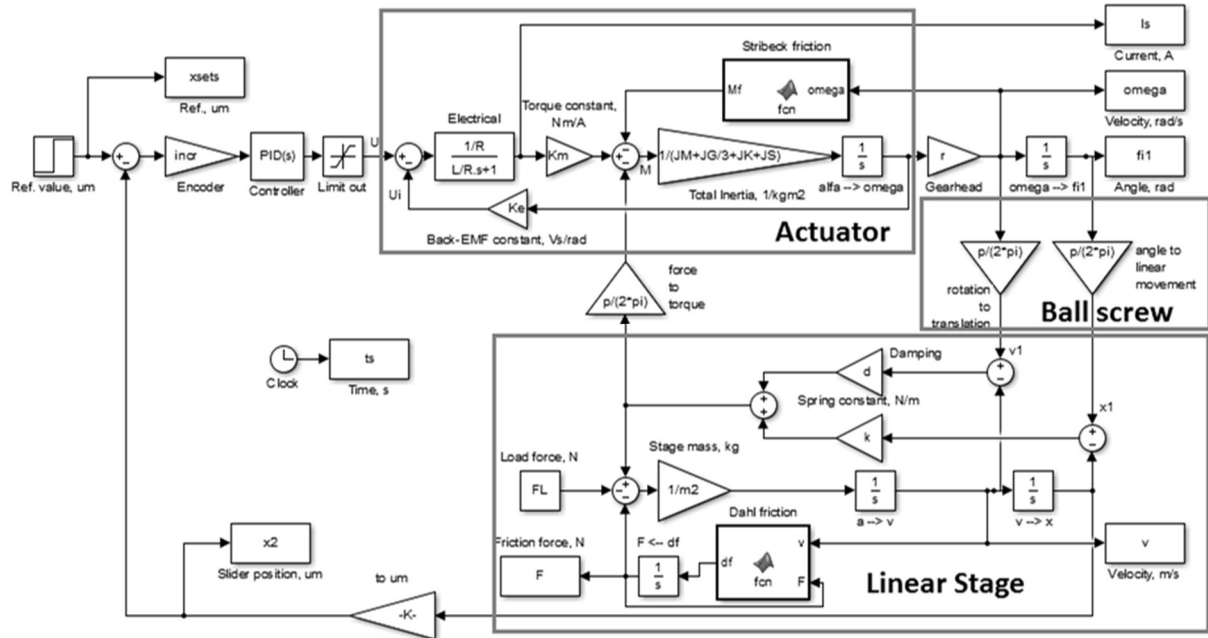 Is
Current, A
Stribeck friction
xsets
Ref., um
Mf
omega
fcn
omega
Velocity, rad/s
Torque constant,
Nm/A
Electrical
Ref. value, um
incr
Encoder
PID(s)
Controller
Limit out
U
1/R
L/R.s+1
Km
M
1/(JM+JG/3+JK+JS)
1
s
alfa --> omega
r
Gearhead
1
s
omega --> fi1
fi1
Angle, rad
Ui
Ke
Total Inertia, 1/kgm2
Back-EMF constant, Vs/rad
Actuator
p/(2*pi)
p/(2*pi)
angle to
linear
movement
rotation
to
translation
Ball screw
force
to
torque
p/(2*pi)
ts
Clock
Time, s
Damping
d
v1
Spring constant, N/m
k
x1
Load force, N
FL
Stage mass, kg
1/m2
1
s
a --> v
1
s
v --> x
Dahl friction
x2
Slider position, um
Friction force, N
F
F <-- df
1
s
df
fcn
v
F
v
Velocity, m/s
Linear Stage
to um
-K-